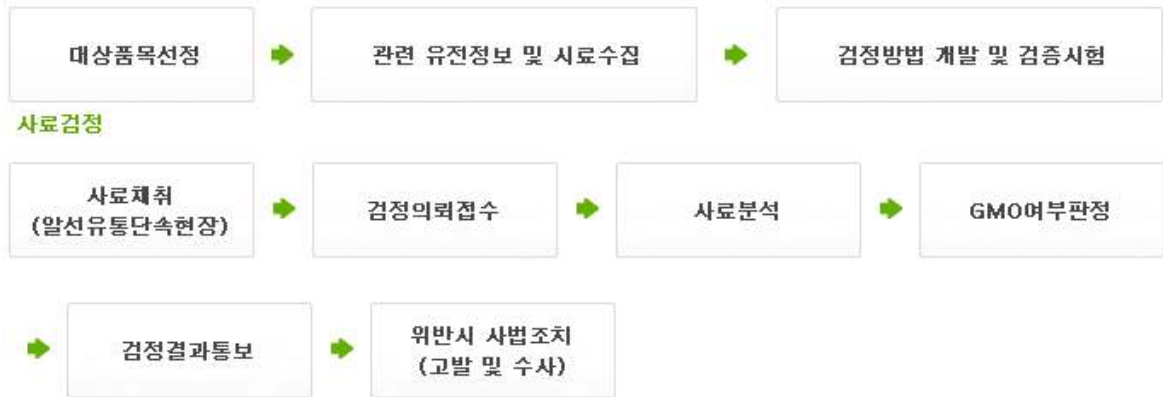 대상품목선정
관련 유전정보 및 시료수집
검정방법 개발 및 검증시험
사료검정
사료채취
(알선유통단속현장)
검정의뢰접수
사료분석
GMO여부판정
검정결과통보
위반시 사법조치
(고발 및 수사)